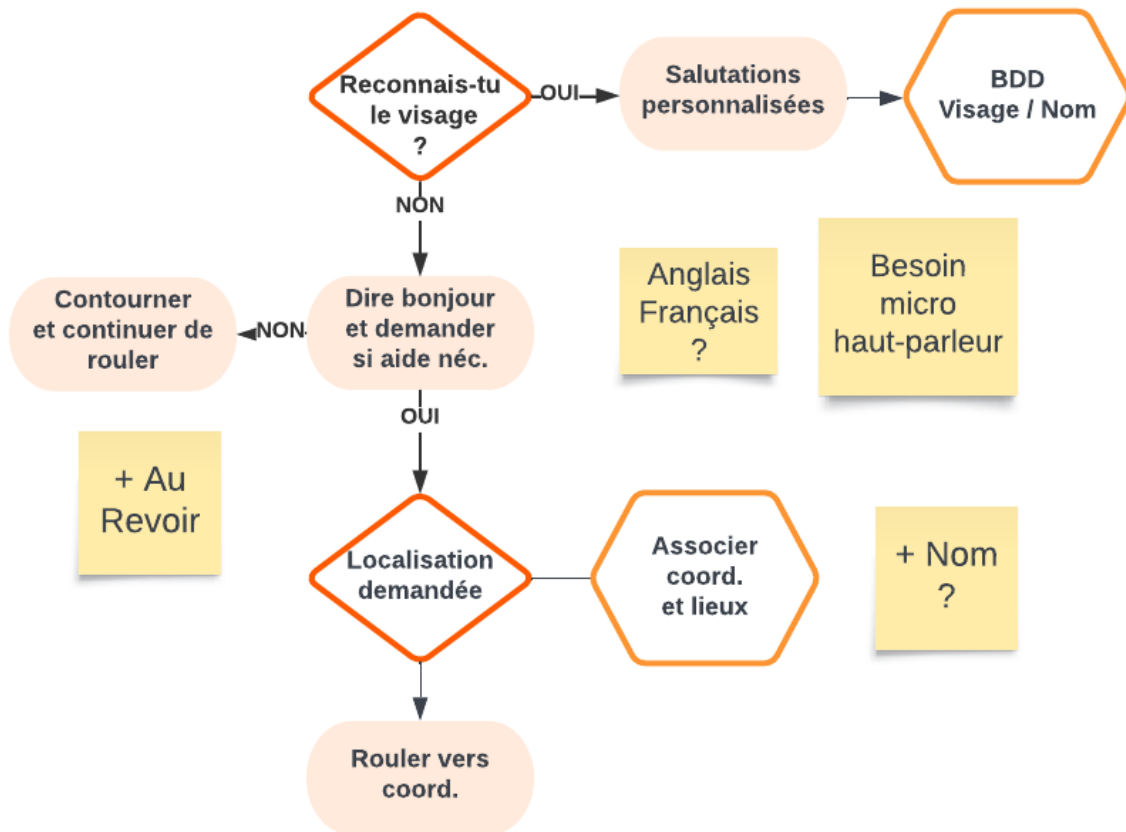 Reconnais-tu
le visage
?
OUI
Salutations
personnalisées
BDD
Visage / Nom
NON
Contourner
et continuer de
rouler
NON
Dire bonjour
et demander
si aide néc.
Anglais
Français
?
Besoin
micro
haut-parleur
OUI
+ Au
Revoir
Localisation
demandée
Associer
coord.
et lieux
+ Nom
?
Rouler vers
coord.